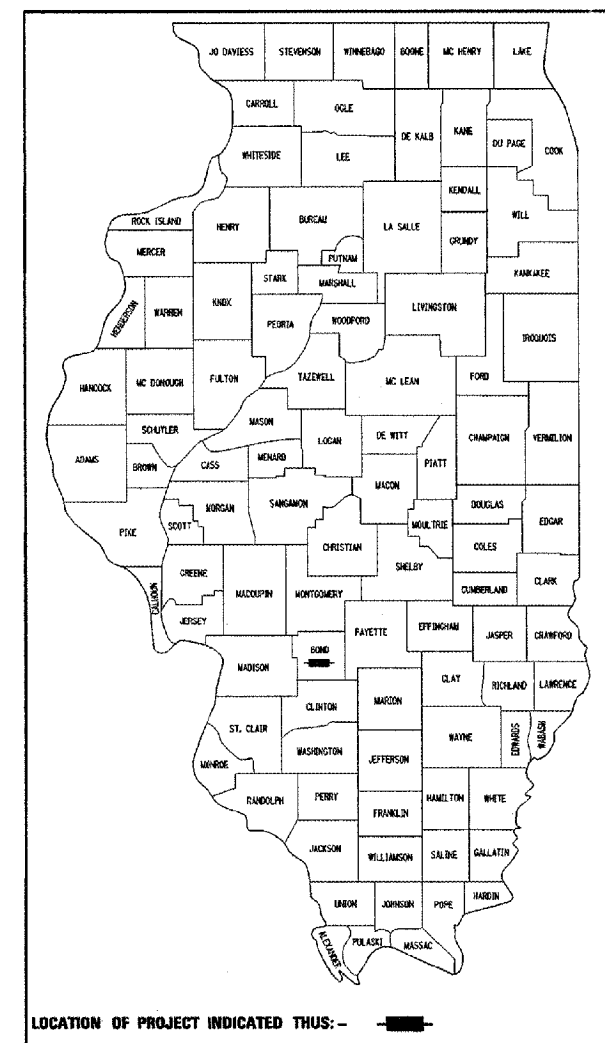 JO DAVIESS STEVENSON WINNEBAGO BOONE MC HENRY LAKE
CARROLL OGLE DE KALB KANE DU PAGE COOK
WHITESIDE LEE
KENDALL
ROCK ISLAND HENRY BUREAU LA SALLE GRUNDY WILL
MERCER PUTNAM KANKAKEE
HENDERSON WARREN KNOX STARK MARSHALL LIVINGSTON
PEORIA WOODFORD IROQUOIS
HANCOCK MC DONOUGH FULTON TAZEWELL MC LEAN FORD
SCHUYLER MASON LOGAN DE WITT CHAMPAIGN VERMILION
ADAMS BROWN CASS MENARD PIATT
MACON
PIKE SCOTT MORGAN SANGAMON DOUGLAS
MOULTRIE EDGAR
CHRISTIAN COLES
CALHOUN GREENE MACOUPIN MONTGOMERY SHELBY CUMBERLAND CLARK
JERSEY FAYETTE EFFINGHAM JASPER CRAWFORD
BOND
MADISON CLAY RICHLAND LAWRENCE
CLINTON MARION
ST. CLAIR WAYNE EDWARDS WABASH
WASHINGTON JEFFERSON
MONROE
RANDOLPH PERRY HAMILTON WHITE
FRANKLIN
JACKSON WILLIAMSON SALINE GALLATIN
UNION JOHNSON POPE HARDIN
ALEXANDER PULASKI MASSAC
LOCATION OF PROJECT INDICATED THUS: -